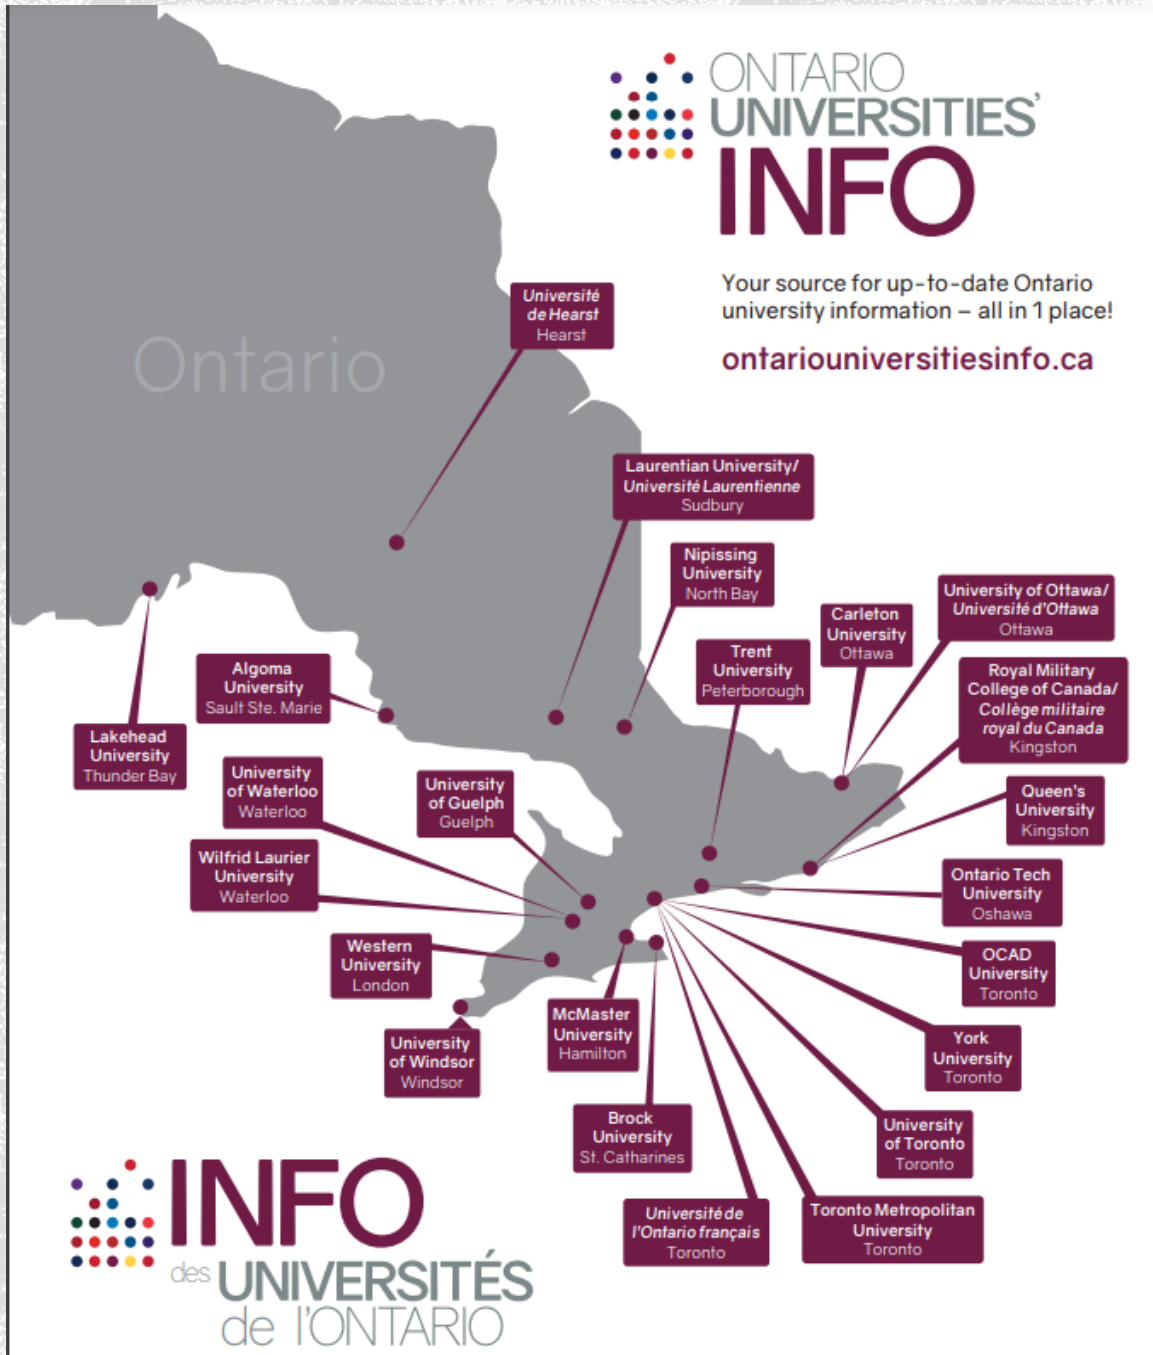 ONTARIO
UNIVERSITIES'
INFO
Your source for up-to-date Ontario
university information – all in 1 place!
ontariouniversitiesinfo.ca
Ontario
Université
de Hearst
Hearst
Laurentian University/
Université Laurentienne
Sudbury
Nipissing
University
North Bay
Trent
University
Peterborough
Carleton
University
Ottawa
University of Ottawa/
Université d'Ottawa
Ottawa
Royal Military
College of Canada/
Collège militaire
royal du Canada
Kingston
Algoma
University
Sault Ste. Marie
Lakehead
University
Thunder Bay
University
of Waterloo
Waterloo
University
of Guelph
Guelph
Queen's
University
Kingston
Wilfrid Laurier
University
Waterloo
Ontario Tech
University
Oshawa
Western
University
London
OCAD
University
Toronto
University
of Windsor
Windsor
McMaster
University
Hamilton
York
University
Toronto
Brock
University
St. Catharines
University
of Toronto
Toronto
Université de
l'Ontario français
Toronto
Toronto Metropolitan
University
Toronto
INFO
des UNIVERSITÉS
de l'ONTARIO